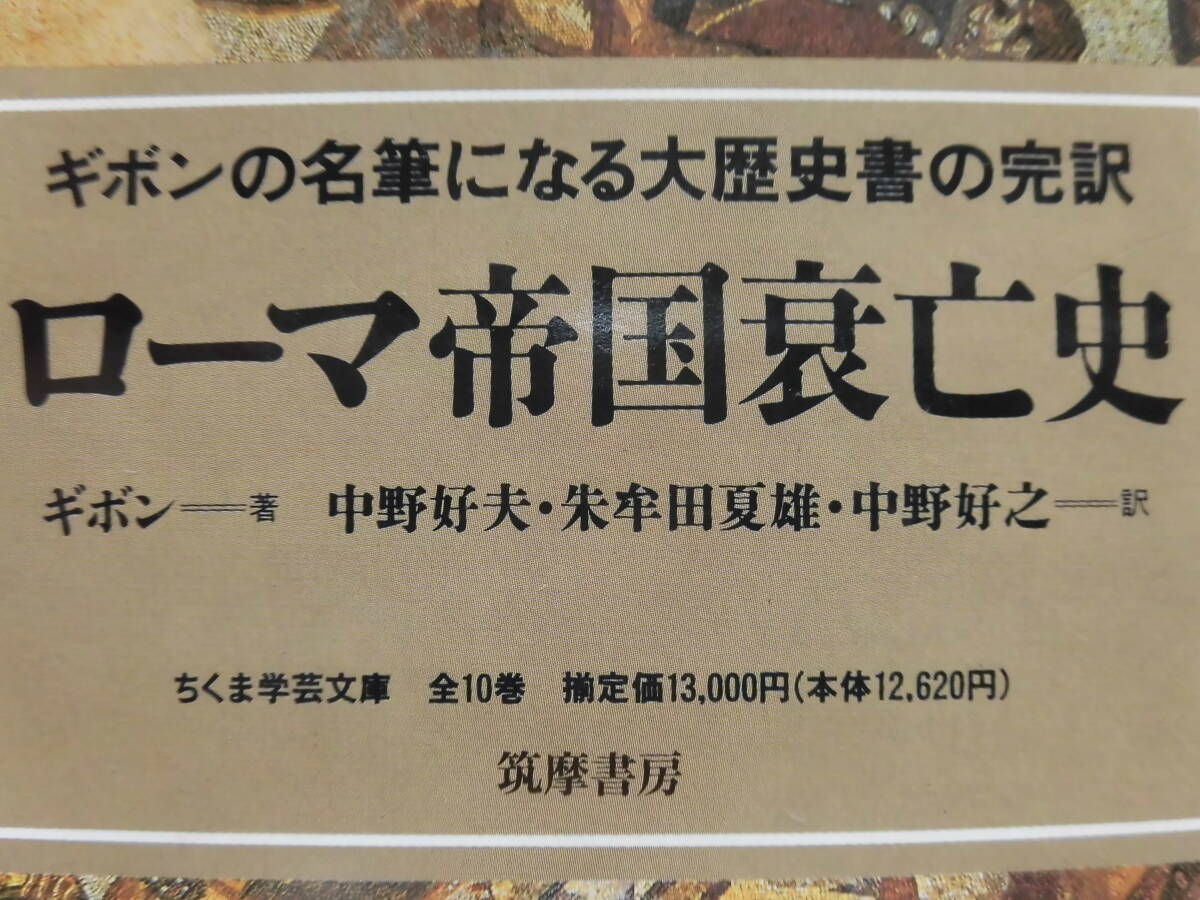 ギボンの名筆になる大歴史書の完訳
ローマ帝国衰亡史
ギボン══著　中野好夫・朱牟田夏雄・中野好之══訳
ちくま学芸文庫　全10巻　揃定価13,000円(本体12,620円)
筑摩書房